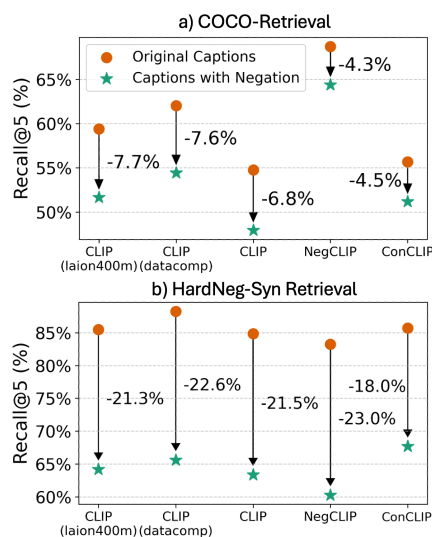 a) COCO-Retrieval
Original Captions
Captions with Negation
Recall@5 (%)
65%
60%
55%
50%
-7.7%
-7.6%
-6.8%
-4.3%
-4.5%
CLIP
(laion400m)
CLIP
(datacomp)
CLIP
NegCLIP
ConCLIP
b) HardNeg-Syn Retrieval
Recall@5 (%)
85%
80%
75%
70%
65%
60%
-21.3%
-22.6%
-21.5%
-23.0%
-18.0%
CLIP
(laion400m)
CLIP
(datacomp)
CLIP
NegCLIP
ConCLIP